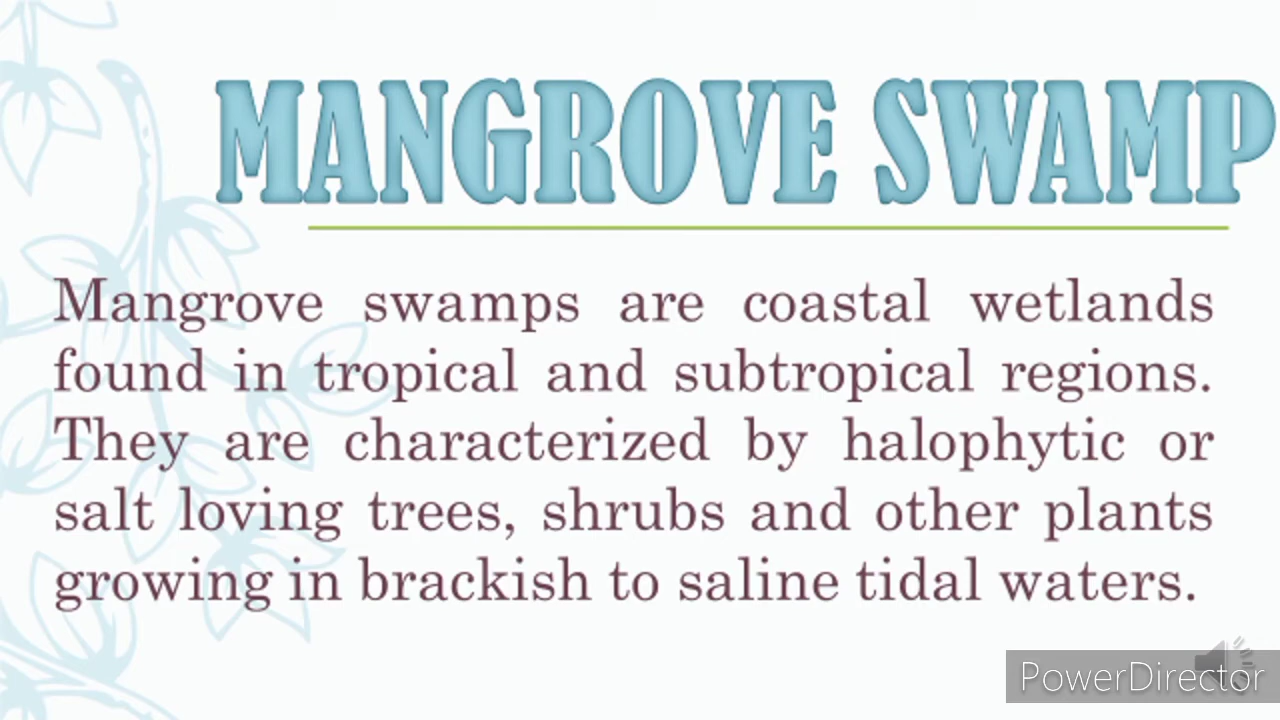 MANGROVE SWAMP
Mangrove swamps are coastal wetlands
found in tropical and subtropical regions.
They are characterized by halophytic or
salt loving trees, shrubs and other plants
growing in brackish to saline tidal waters.
PowerDirector